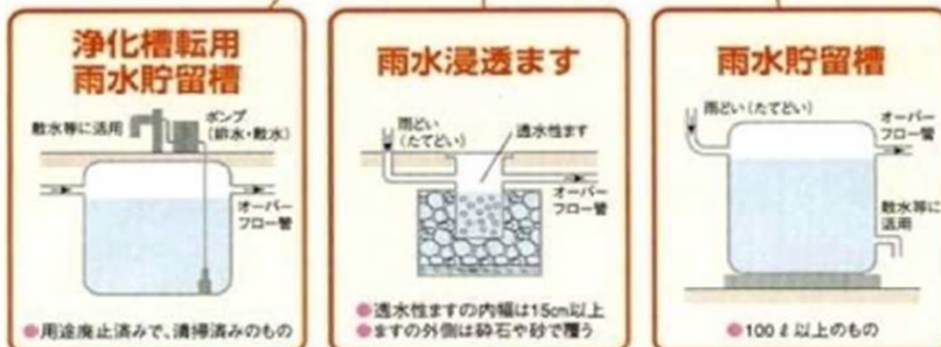 浄化槽転用
雨水貯留槽
散水等に活用
ポンプ
(排水・散水)
オーバー
フロー管
●用途廃止済みで、清掃済みのもの
雨水浸透ます
雨どい
(たてどい)
透水性ます
オーバー
フロー管
●透水性ますの内幅は15cm以上
●ますの外側は砕石や砂で覆う
雨水貯留槽
雨どい(たてどい)
オーバー
フロー管
散水等に
活用
●100ℓ以上のもの